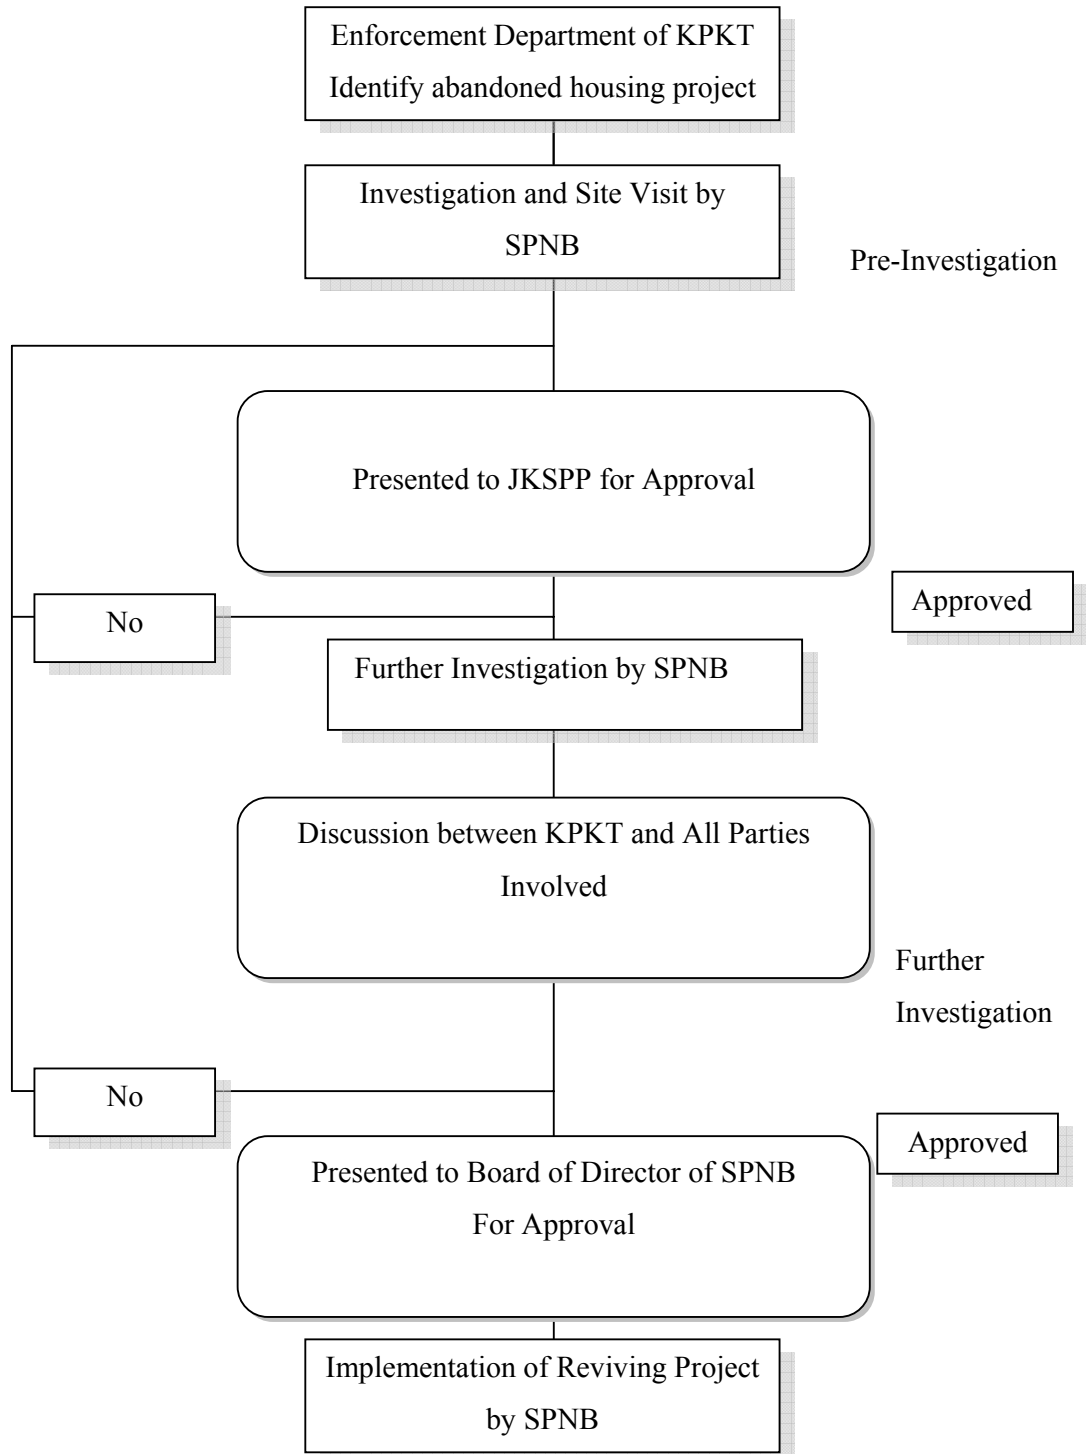 Enforcement Department of KPKT
Identify abandoned housing project
Investigation and Site Visit by
SPNB
Pre-Investigation
Presented to JKSPP for Approval
Approved
No
Further Investigation by SPNB
Discussion between KPKT and All Parties
Involved
Further
Investigation
No
Approved
Presented to Board of Director of SPNB
For Approval
Implementation of Reviving Project
by SPNB